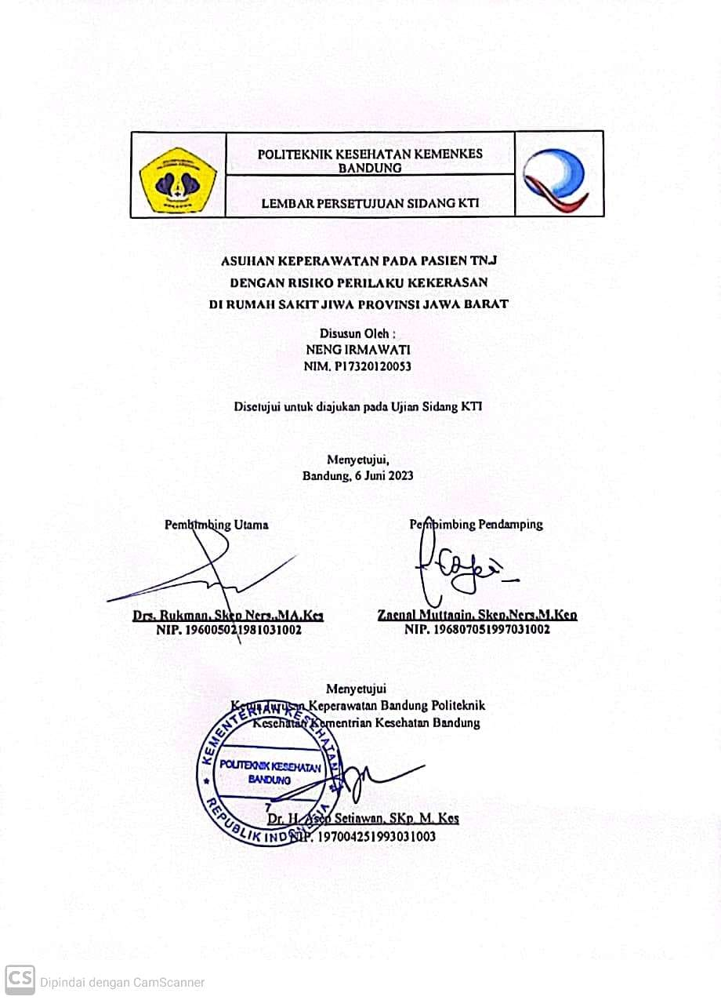 POLITEKNIK KESEHATAN KEMENKES
BANDUNG
LEMBAR PERSETUJUAN SIDANG KTI
ASUHAN KEPERAWATAN PADA PASIEN TN.J
DENGAN RISIKO PERILAKU KEKERASAN
DI RUMAH SAKIT JIWA PROVINSI JAWA BARAT
Disusun Oleh :
NENG IRMAWATI
NIM. P17320120053
Disetujui untuk diajukan pada Ujian Sidang KTI
Menyetujui,
Bandung, 6 Juni 2023
Pembimbing Utama
Pembimbing Pendamping
Drs. Rukman, Skep Ners.,MA.Kes
NIP. 196005021981031002
Zaenal Muttaqin, Skep,Ners,M.Kep
NIP. 196807051997031002
Menyetujui
Ketua Jurusan Keperawatan Bandung Politeknik
Kesehatan Kementrian Kesehatan Bandung
KEMENTERIAN KESEHATAN
POLITEKNIK KESEHATAN
BANDUNG
7
REPUBLIK INDONESIA
Dr. H. Asep Setiawan, SKp. M. Kes
NIP. 197004251993031003
CS Dipindai dengan CamScanner